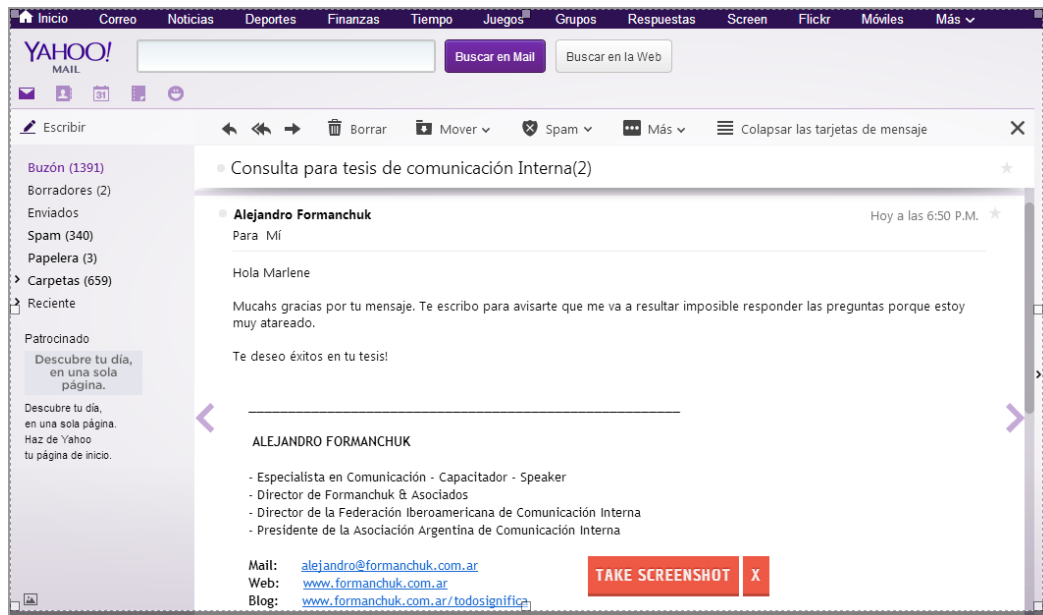 Inicio Correo Noticias Deportes Finanzas Tiempo Juegos Grupos Respuestas Screen Flickr Móviles Más
YAHOO!
MAIL
Buscar en Mail Buscar en la Web
31
Escribir
Borrar Mover Spam Más Colapsar las tarjetas de mensaje
Buzón (1391)
Borradores (2)
Enviados
Spam (340)
Papelera (3)
Carpetas (659)
Reciente
Patrocinado
Descubre tu día,
en una sola
página.
Descubre tu día,
en una sola página.
Haz de Yahoo
tu página de inicio.
Consulta para tesis de comunicación Interna(2)
Alejandro Formanchuk Hoy a las 6:50 P.M.
Para Mí
Hola Marlene
Mucahs gracias por tu mensaje. Te escribo para avisarte que me va a resultar imposible responder las preguntas porque estoy
muy atareado.
Te deseo éxitos en tu tesis!
ALEJANDRO FORMANCHUK
- Especialista en Comunicación - Capacitador - Speaker
- Director de Formanchuk & Asociados
- Director de la Federación Iberoamericana de Comunicación Interna
- Presidente de la Asociación Argentina de Comunicación Interna
Mail: alejandro@formanchuk.com.ar
Web: www.formanchuk.com.ar
Blog: www.formanchuk.com.ar/todosignifica
TAKE SCREENSHOT X